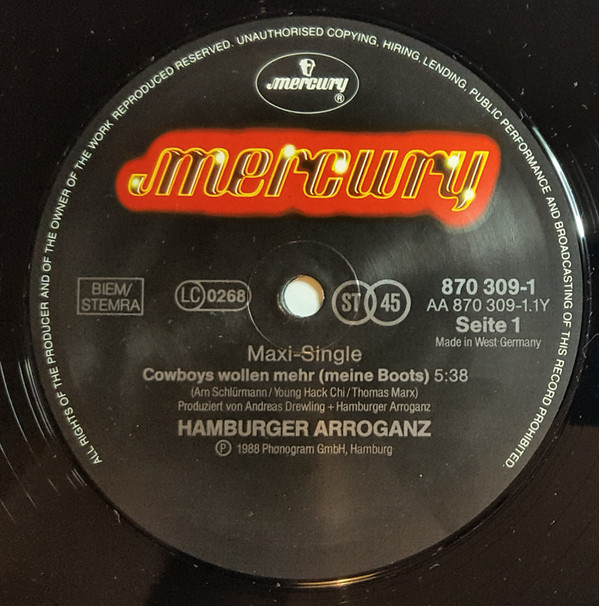 ALL RIGHTS OF THE PRODUCER AND OF THE OWNER OF THE WORK REPRODUCED RESERVED. UNAUTHORISED COPYING, HIRING, LENDING, PUBLIC PERFORMANCE AND BROADCASTING OF THIS RECORD PROHIBITED.
mercury ®
mercury
BIEM/
STEMRA
LC 0268
ST 45
870 309-1
AA 870 309-1.1Y
Seite 1
Made in West-Germany
Maxi-Single
Cowboys wollen mehr (meine Boots) 5:38
(Arn Schlürmann/Young Hack Chi/Thomas Marx)
Produziert von Andreas Drewling + Hamburger Arroganz
HAMBURGER ARROGANZ
Ⓟ 1988 Phonogram GmbH, Hamburg